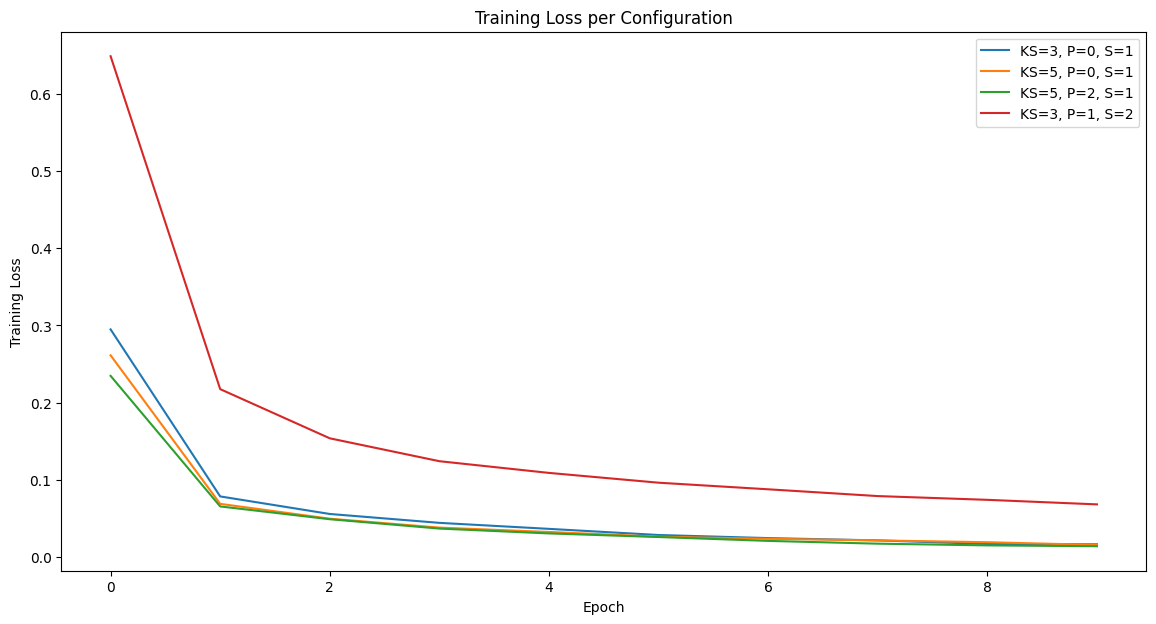 Training Loss per Configuration
KS=3, P=0, S=1
KS=5, P=0, S=1
KS=5, P=2, S=1
KS=3, P=1, S=2
0.6
0.5
0.4
0.3
0.2
0.1
0.0
Training Loss
0 2 4 6 8
Epoch